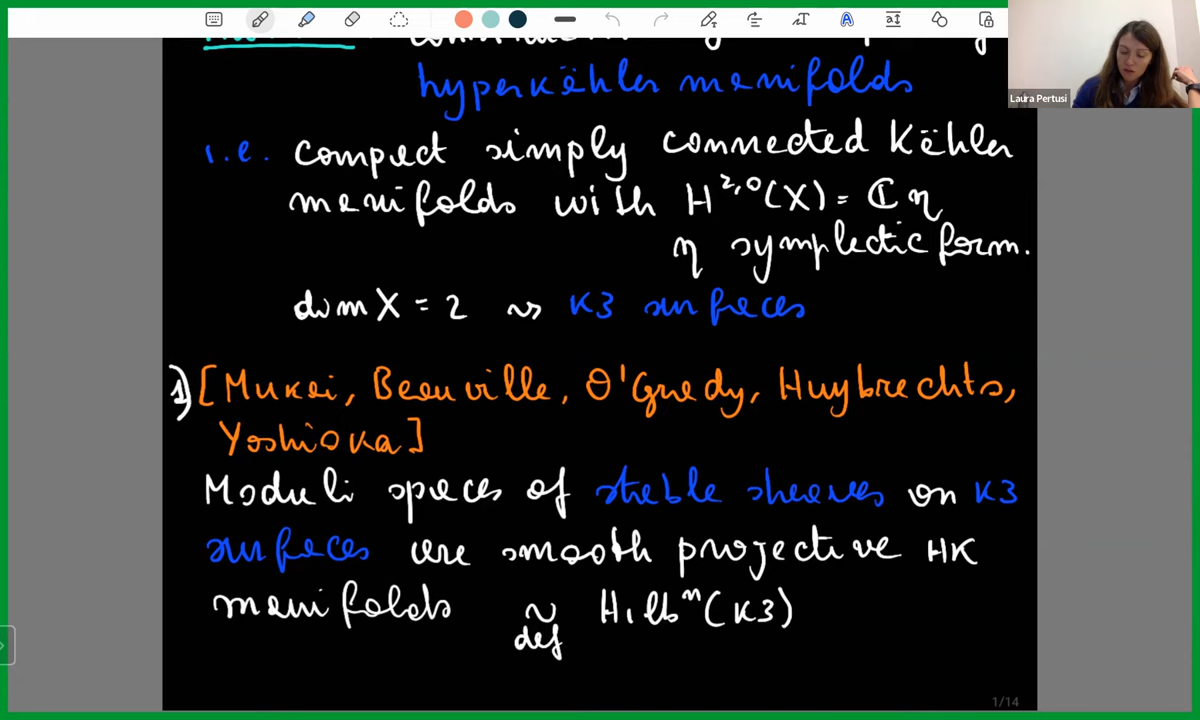 hyperkähler manifolds
Laura Pertusi
i.e. compact simply connected Kähler
manifolds with H^{2,0}(X) = ℂ η
η symplectic form.
dim X = 2 ⇝ K3 surfaces
1) [Mukai, Beauville, O'Grady, Huybrechts,
Yoshioka]
Moduli spaces of stable sheaves on K3
surfaces are smooth projective HK
manifolds ~ Hilb^n(K3)
def
1/14